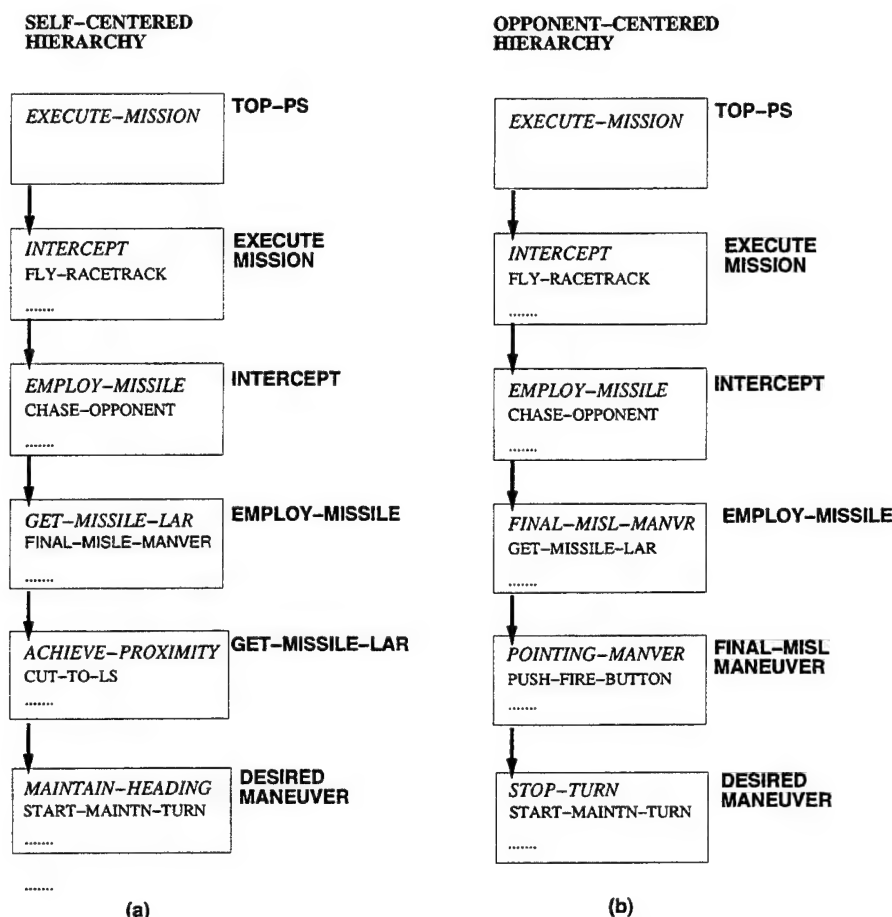 SELF–CENTERED
HIERARCHY
EXECUTE–MISSION
TOP–PS
INTERCEPT
FLY–RACETRACK
.......
EXECUTE
MISSION
EMPLOY–MISSILE
CHASE–OPPONENT
.......
INTERCEPT
GET–MISSILE–LAR
FINAL–MISLE–MANVER
.......
EMPLOY–MISSILE
ACHIEVE–PROXIMITY
CUT–TO–LS
.......
GET–MISSILE–LAR
MAINTAIN–HEADING
START–MAINTN–TURN
.......
DESIRED
MANEUVER
.......
(a)
OPPONENT–CENTERED
HIERARCHY
EXECUTE–MISSION
TOP–PS
INTERCEPT
FLY–RACETRACK
.......
EXECUTE
MISSION
EMPLOY–MISSILE
CHASE–OPPONENT
.......
INTERCEPT
FINAL–MISL–MANVR
GET–MISSILE–LAR
.......
EMPLOY–MISSILE
POINTING–MANVER
PUSH–FIRE–BUTTON
.......
FINAL–MISL
MANEUVER
STOP–TURN
START–MAINTN–TURN
.......
DESIRED
MANEUVER
(b)